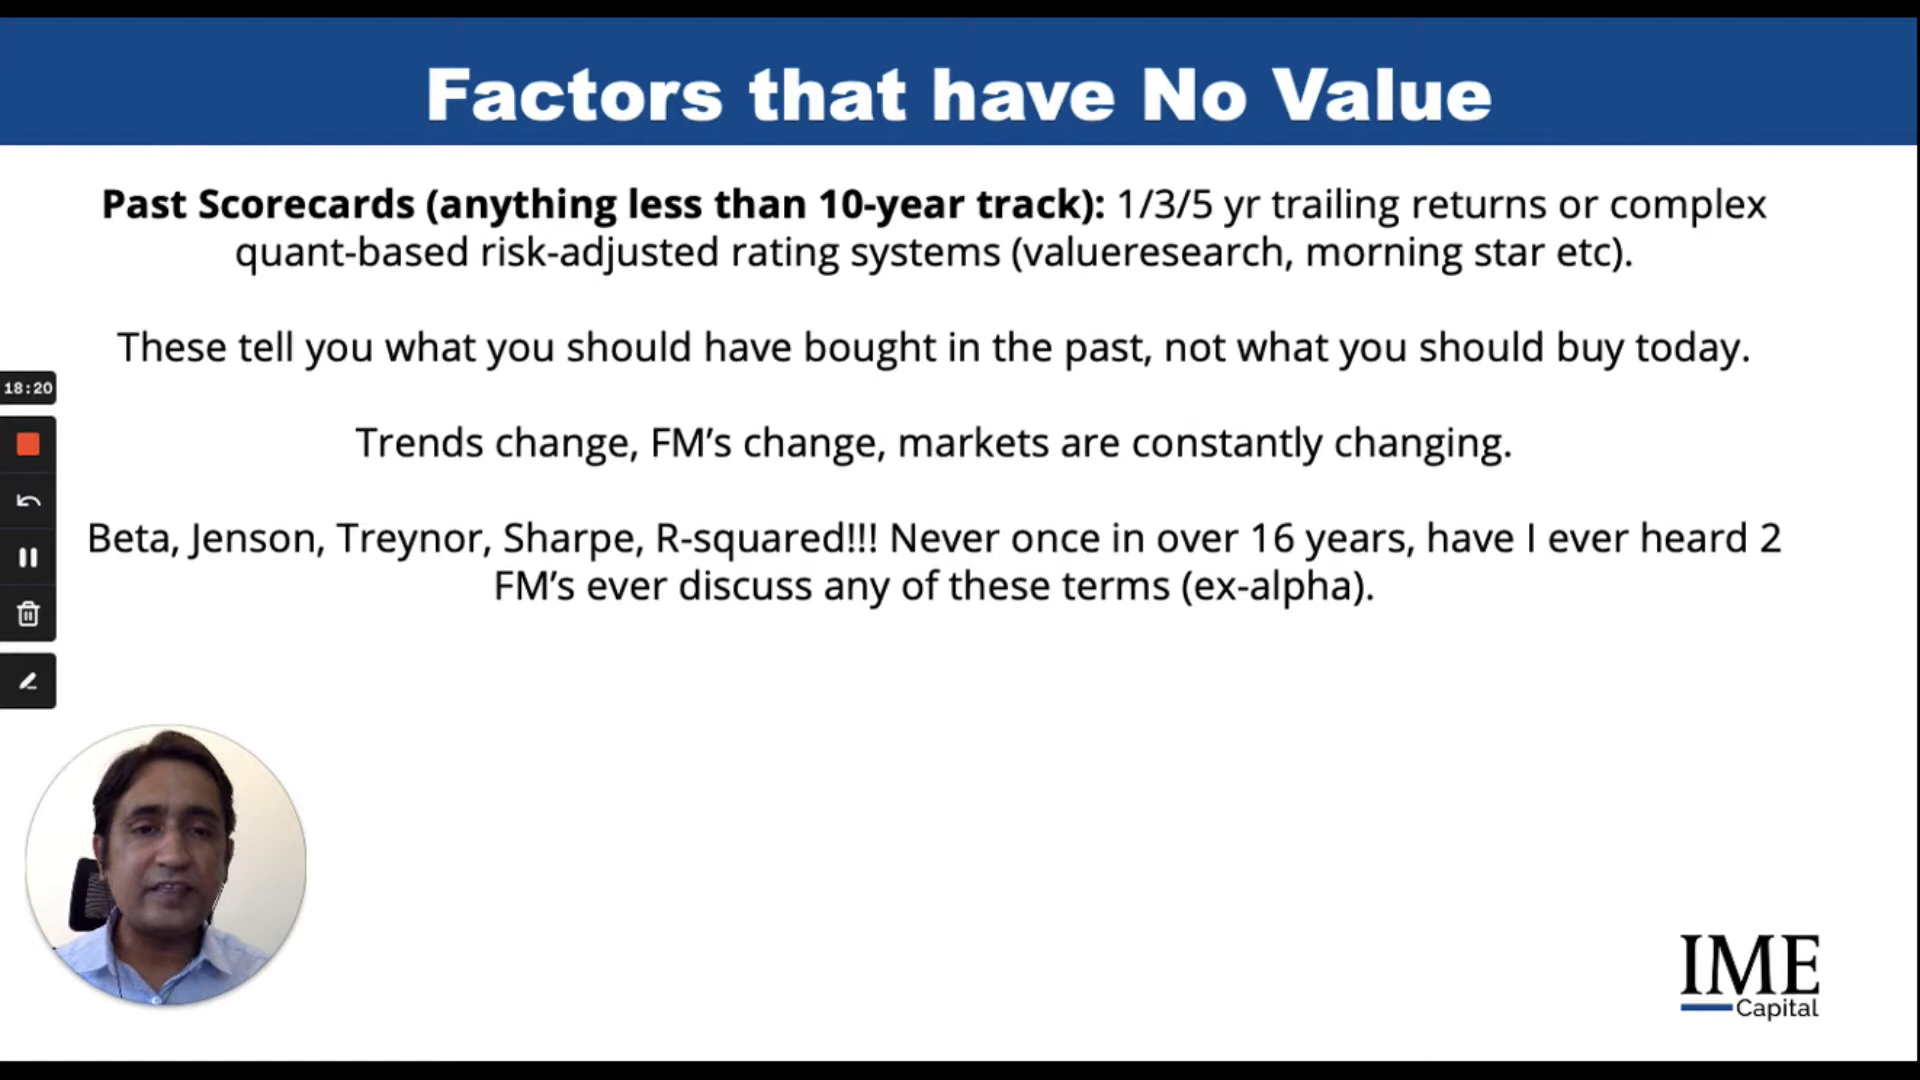 Factors that have No Value
Past Scorecards (anything less than 10-year track): 1/3/5 yr trailing returns or complex
quant-based risk-adjusted rating systems (valueresearch, morning star etc).
These tell you what you should have bought in the past, not what you should buy today.
18:20
Trends change, FM’s change, markets are constantly changing.
Beta, Jenson, Treynor, Sharpe, R-squared!!! Never once in over 16 years, have I ever heard 2
FM’s ever discuss any of these terms (ex-alpha).
IME
Capital